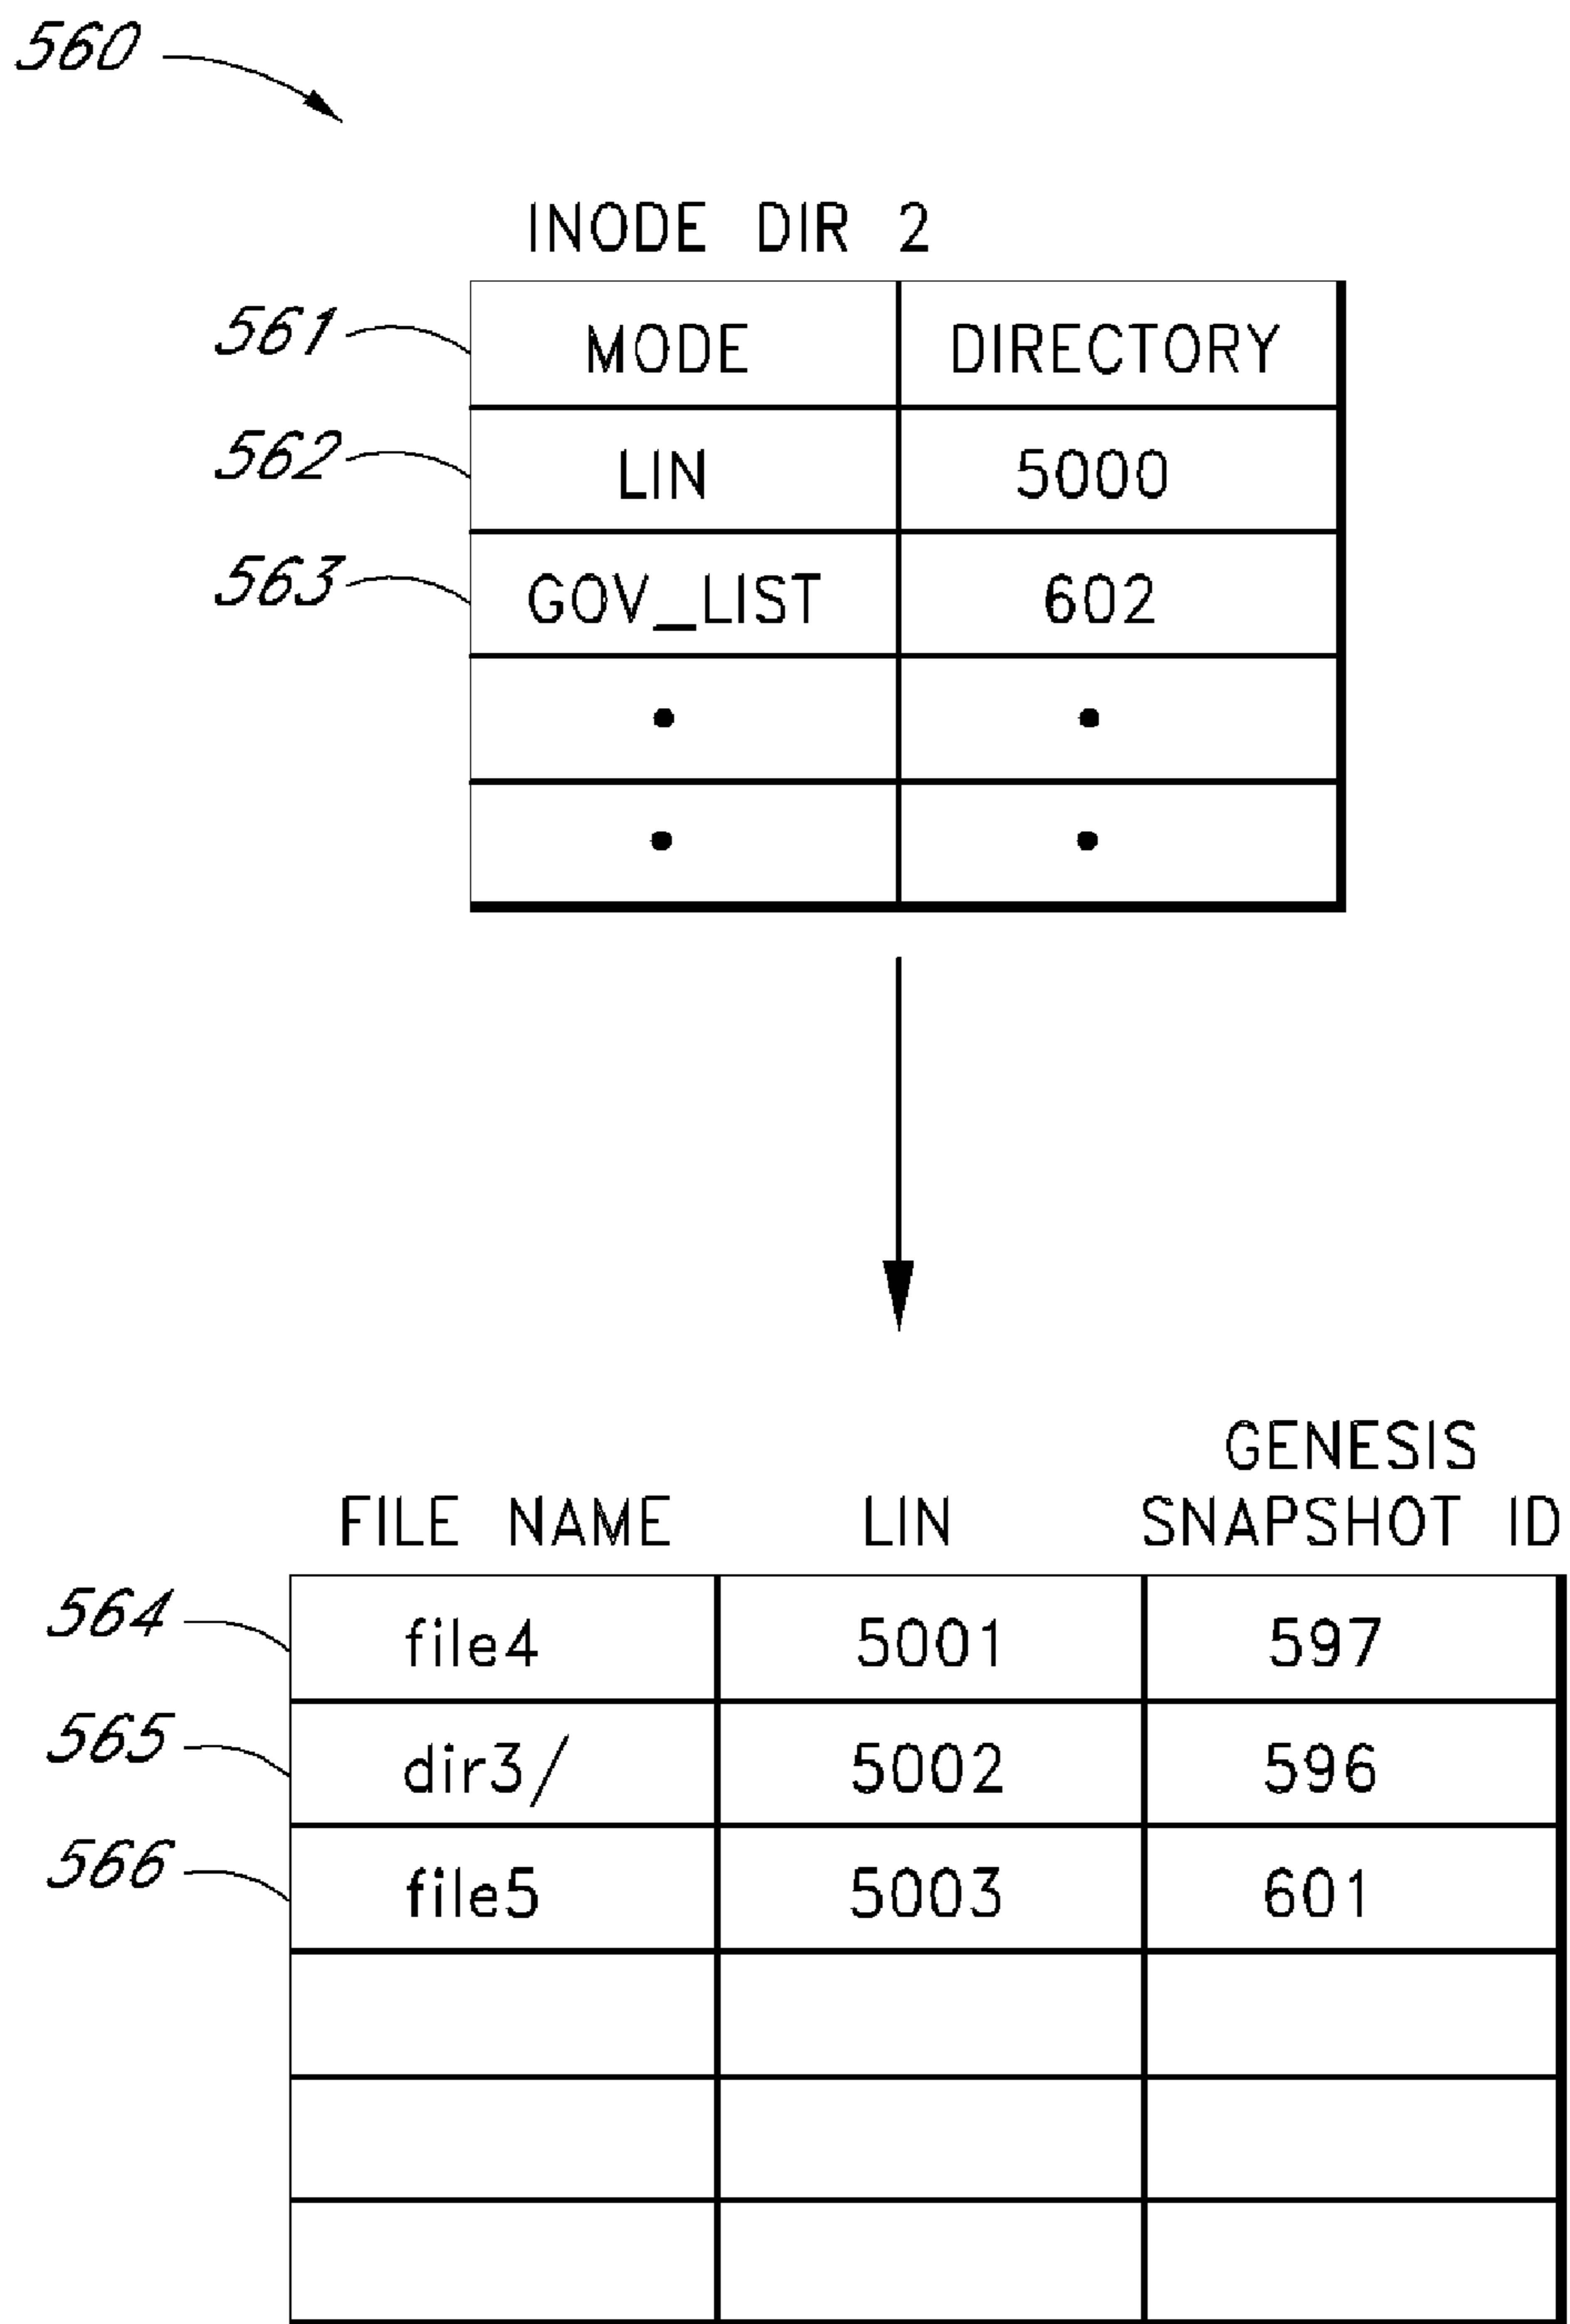 560
INODE DIR 2
561 MODE DIRECTORY
562 LIN 5000
563 GOV_LIST 602
GENESIS
FILE NAME LIN SNAPSHOT ID
564 file4 5001 597
565 dir3/ 5002 596
566 file5 5003 601